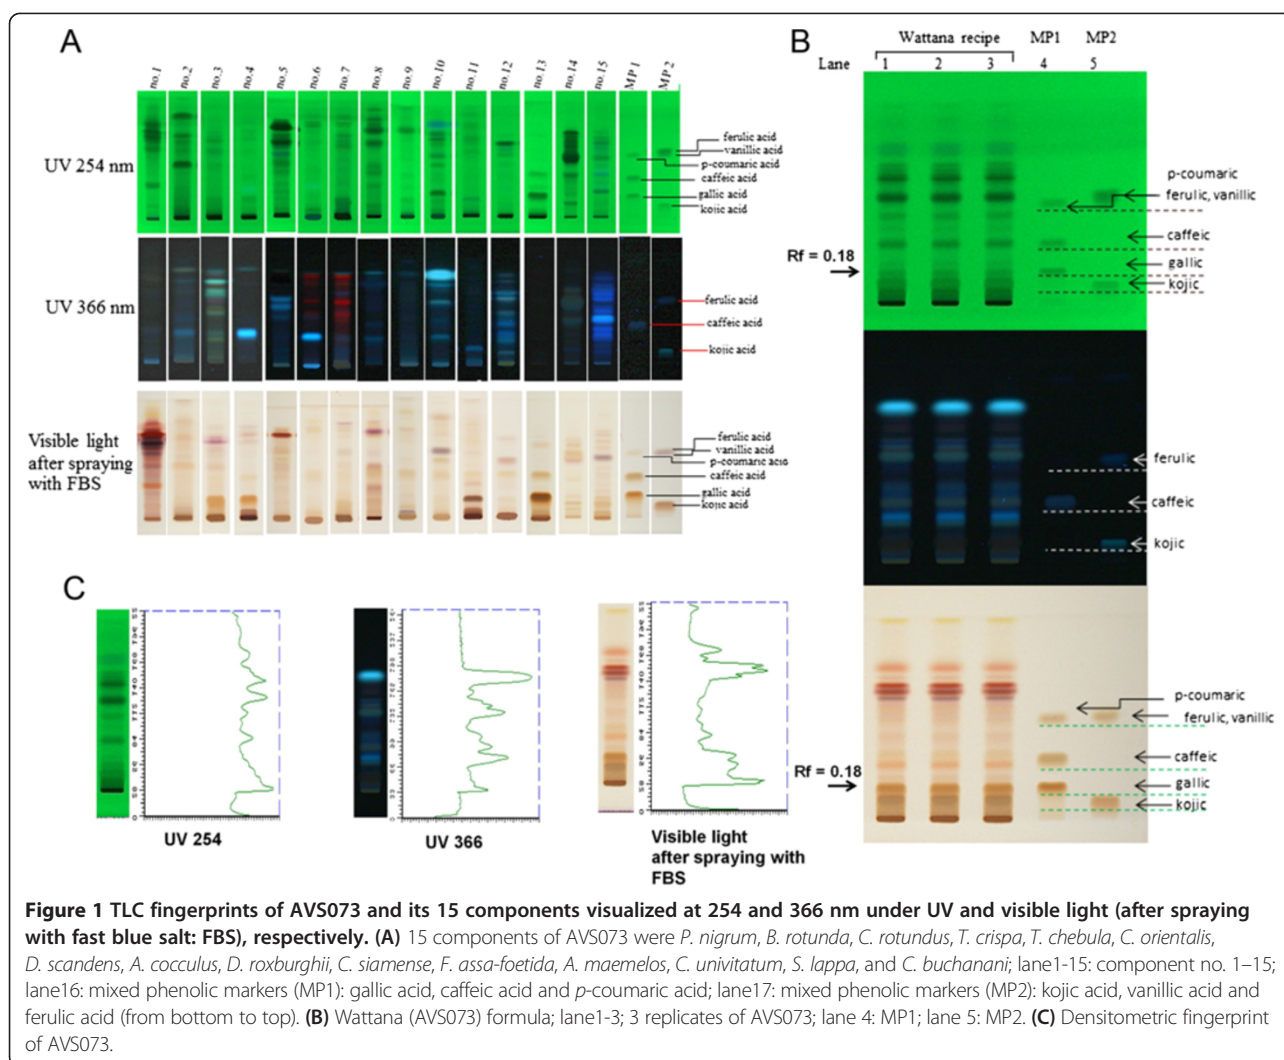 A
no.1 no.2 no.3 no.4 no.5 no.6 no.7 no.8 no.9 no.10 no.11 no.12 no.13 no.14 no.15 MP1 MP2
UV 254 nm
ferulic acid
vanillic acid
p-coumaric acid
caffeic acid
gallic acid
kojic acid
UV 366 nm
ferulic acid
caffeic acid
kojic acid
Visible light
after spraying
with FBS
ferulic acid
vanillic acid
p-coumaric acid
caffeic acid
gallic acid
kojic acid
B
Wattana recipe MP1 MP2
Lane 1 2 3 4 5
p-coumaric
ferulic, vanillic
caffeic
gallic
kojic
Rf = 0.18
ferulic
caffeic
kojic
p-coumaric
ferulic, vanillic
caffeic
gallic
kojic
Rf = 0.18
C
UV 254
UV 366
Visible light
after spraying with
FBS
Figure 1 TLC fingerprints of AVS073 and its 15 components visualized at 254 and 366 nm under UV and visible light (after spraying
with fast blue salt: FBS), respectively. (A) 15 components of AVS073 were P. nigrum, B. rotunda, C. rotundus, T. crispa, T. chebula, C. orientalis,
D. scandens, A. cocculus, D. roxburghii, C. siamense, F. assa-foetida, A. maemelos, C. univitatum, S. lappa, and C. buchanani; lane1-15: component no. 1–15;
lane16: mixed phenolic markers (MP1): gallic acid, caffeic acid and p-coumaric acid; lane17: mixed phenolic markers (MP2): kojic acid, vanillic acid and
ferulic acid (from bottom to top). (B) Wattana (AVS073) formula; lane1-3; 3 replicates of AVS073; lane 4: MP1; lane 5: MP2. (C) Densitometric fingerprint
of AVS073.